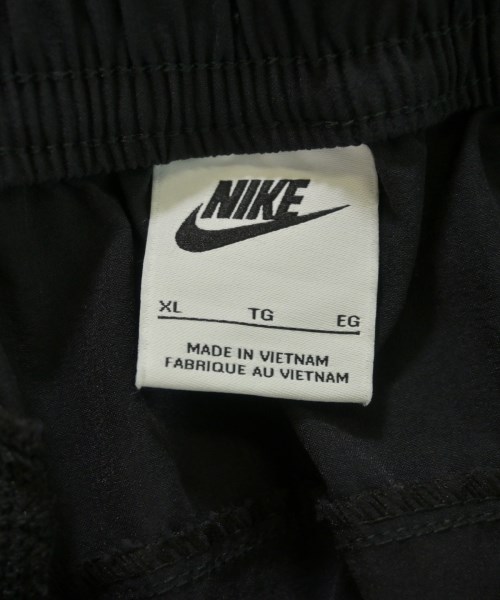 NIKE
XL TG EG
MADE IN VIETNAM
FABRIQUE AU VIETNAM